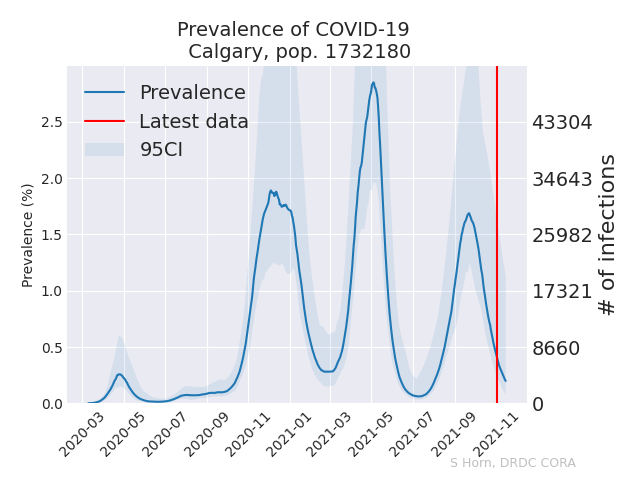 Prevalence of COVID-19
Calgary, pop. 1732180
Prevalence
Latest data
95CI
Prevalence (%)
2.5
2.0
1.5
1.0
0.5
0.0
43304
34643
25982
17321
8660
0
# of infections
2020-03
2020-05
2020-07
2020-09
2020-11
2021-01
2021-03
2021-05
2021-07
2021-09
2021-11
S Horn, DRDC CORA